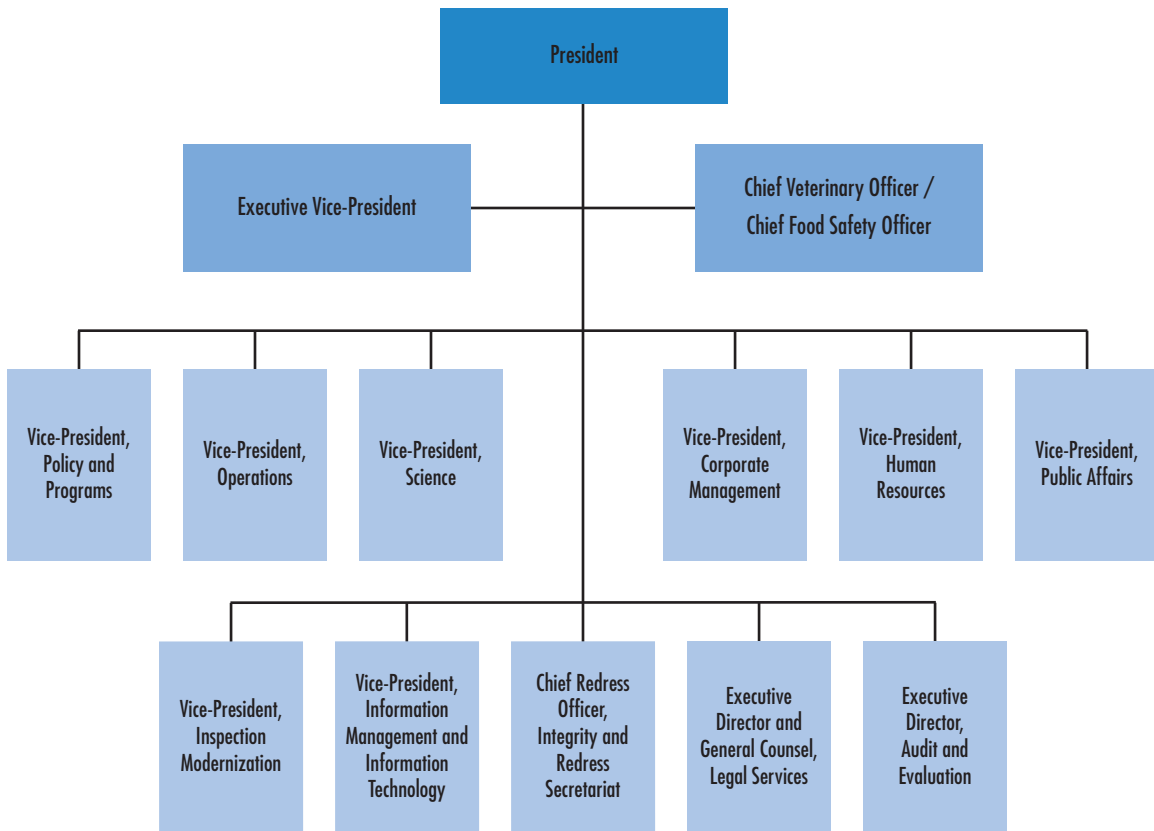 President
Executive Vice-President
Chief Veterinary Officer /
Chief Food Safety Officer
Vice-President,
Policy and
Programs
Vice-President,
Operations
Vice-President,
Science
Vice-President,
Corporate
Management
Vice-President,
Human
Resources
Vice-President,
Public Affairs
Vice-President,
Inspection
Modernization
Vice-President,
Information
Management and
Information
Technology
Chief Redress
Officer,
Integrity and
Redress
Secretariat
Executive
Director and
General Counsel,
Legal Services
Executive
Director,
Audit and
Evaluation